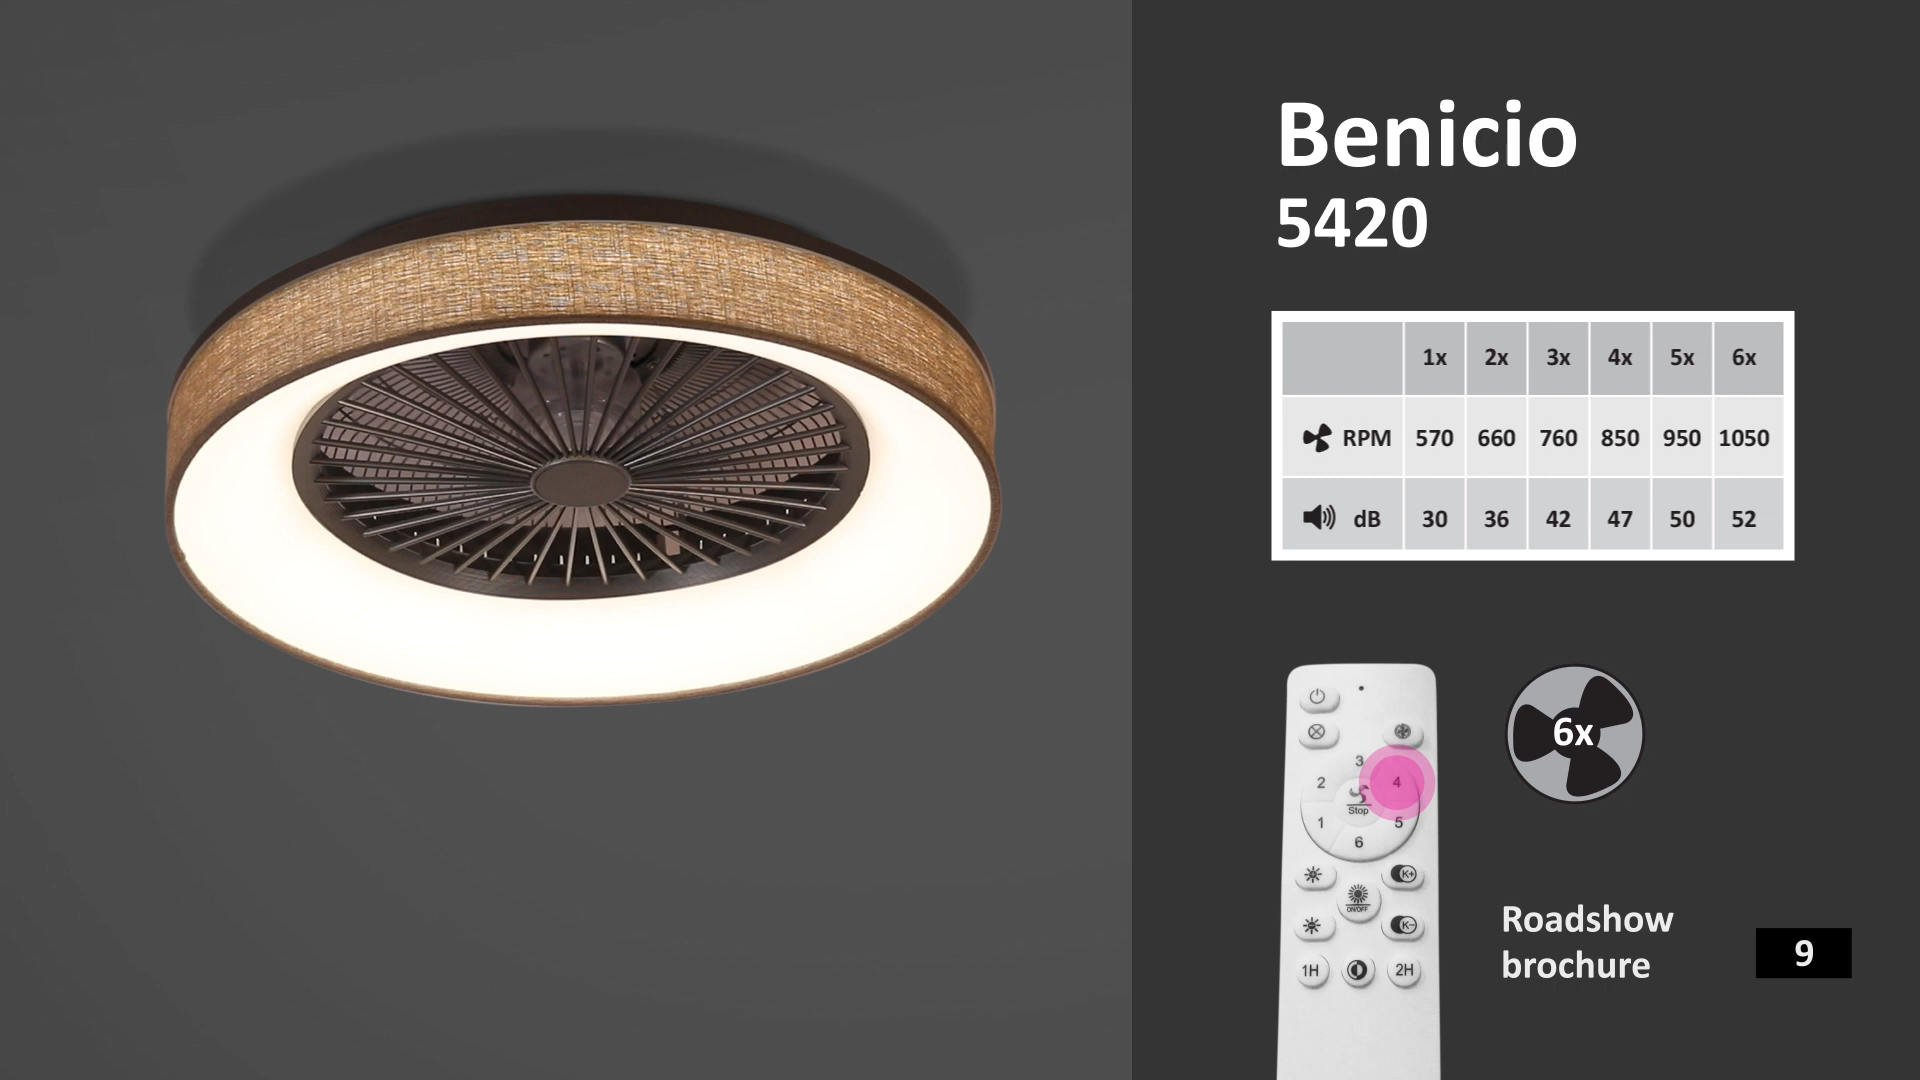 Benicio
5420
1x 2x 3x 4x 5x 6x
RPM 570 660 760 850 950 1050
dB 30 36 42 47 50 52
6x
3
2 4
Stop
1 5
6
K+
ON/OFF
K-
1H 2H
Roadshow
brochure
9